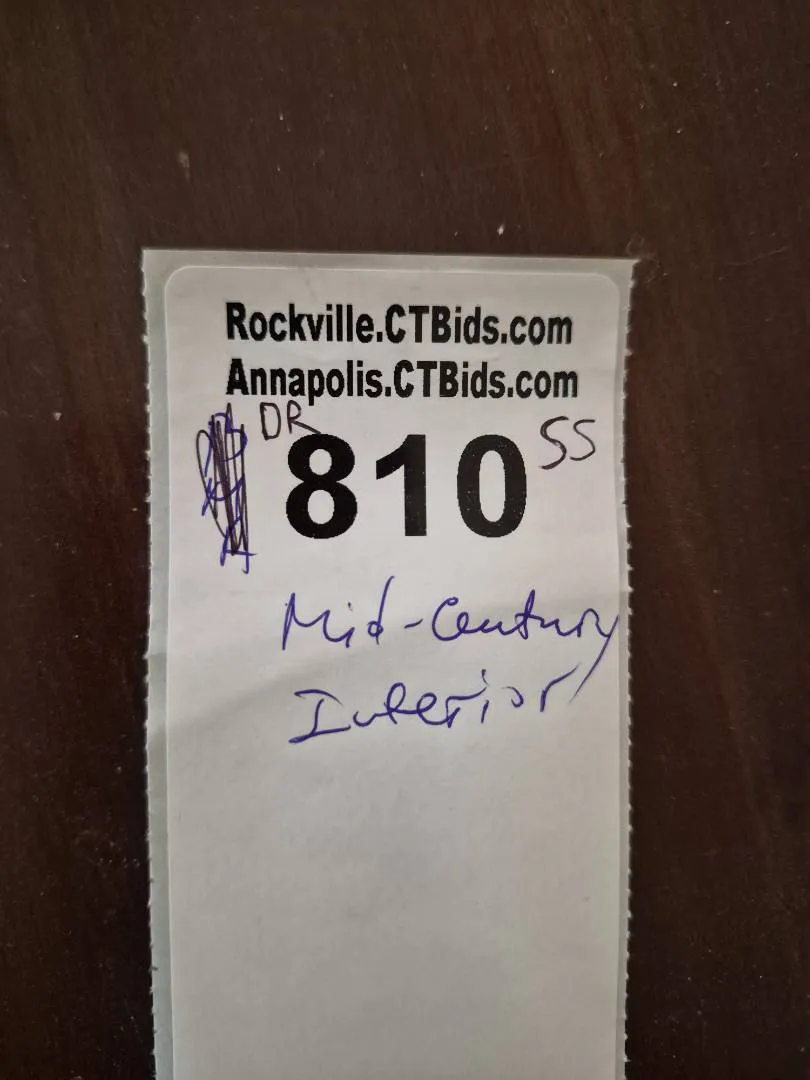 Rockville.CTBids.com
Annapolis.CTBids.com
DR 810 SS
Mid-Century
Interior